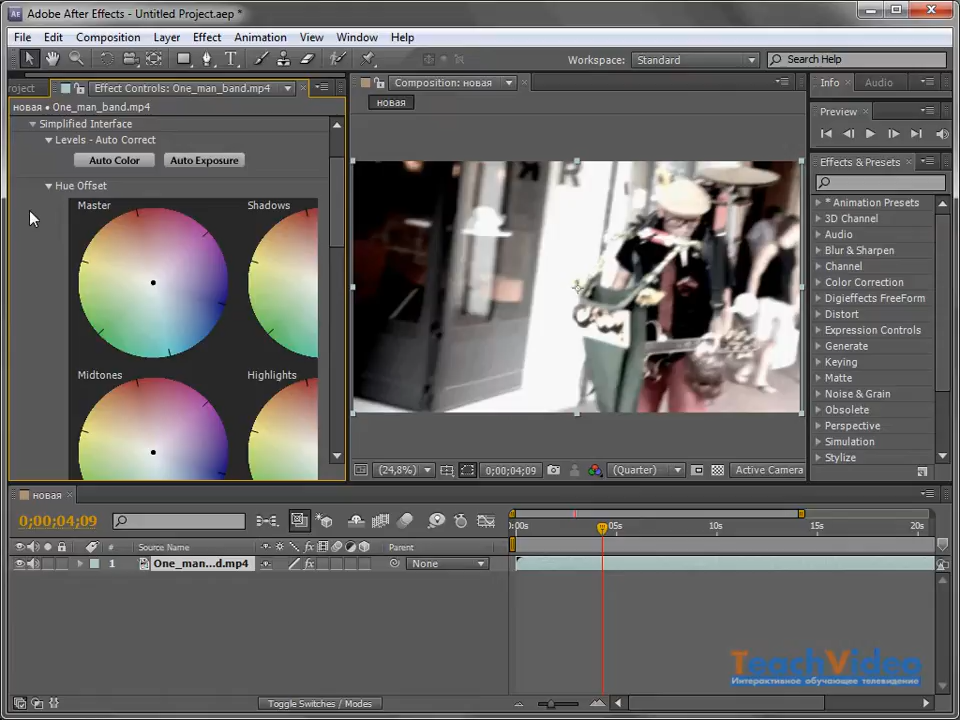 Adobe After Effects - Untitled Project.aep *
File Edit Composition Layer Effect Animation View Window Help
Workspace: Standard Search Help
roject Effect Controls: One_man_band.mp4 Composition: новая Info Audio
новая • One_man_band.mp4
новая
Simplified Interface
Levels - Auto Correct
Auto Color Auto Exposure
Hue Offset
Master Shadows
Midtones Highlights
Preview
Effects & Presets
* Animation Presets
3D Channel
Audio
Blur & Sharpen
Channel
Color Correction
Digieffects FreeForm
Distort
Expression Controls
Generate
Keying
Matte
Noise & Grain
Obsolete
Perspective
Simulation
Stylize
(24,8%) 0;00;04;09 (Quarter) Active Camera
новая
0;00;04;09
:00s 05s 10s 15s 20s
# Source Name Parent
1 One_man...d.mp4 None
TeachVideo
Интерактивное обучающее телевидение
Toggle Switches / Modes